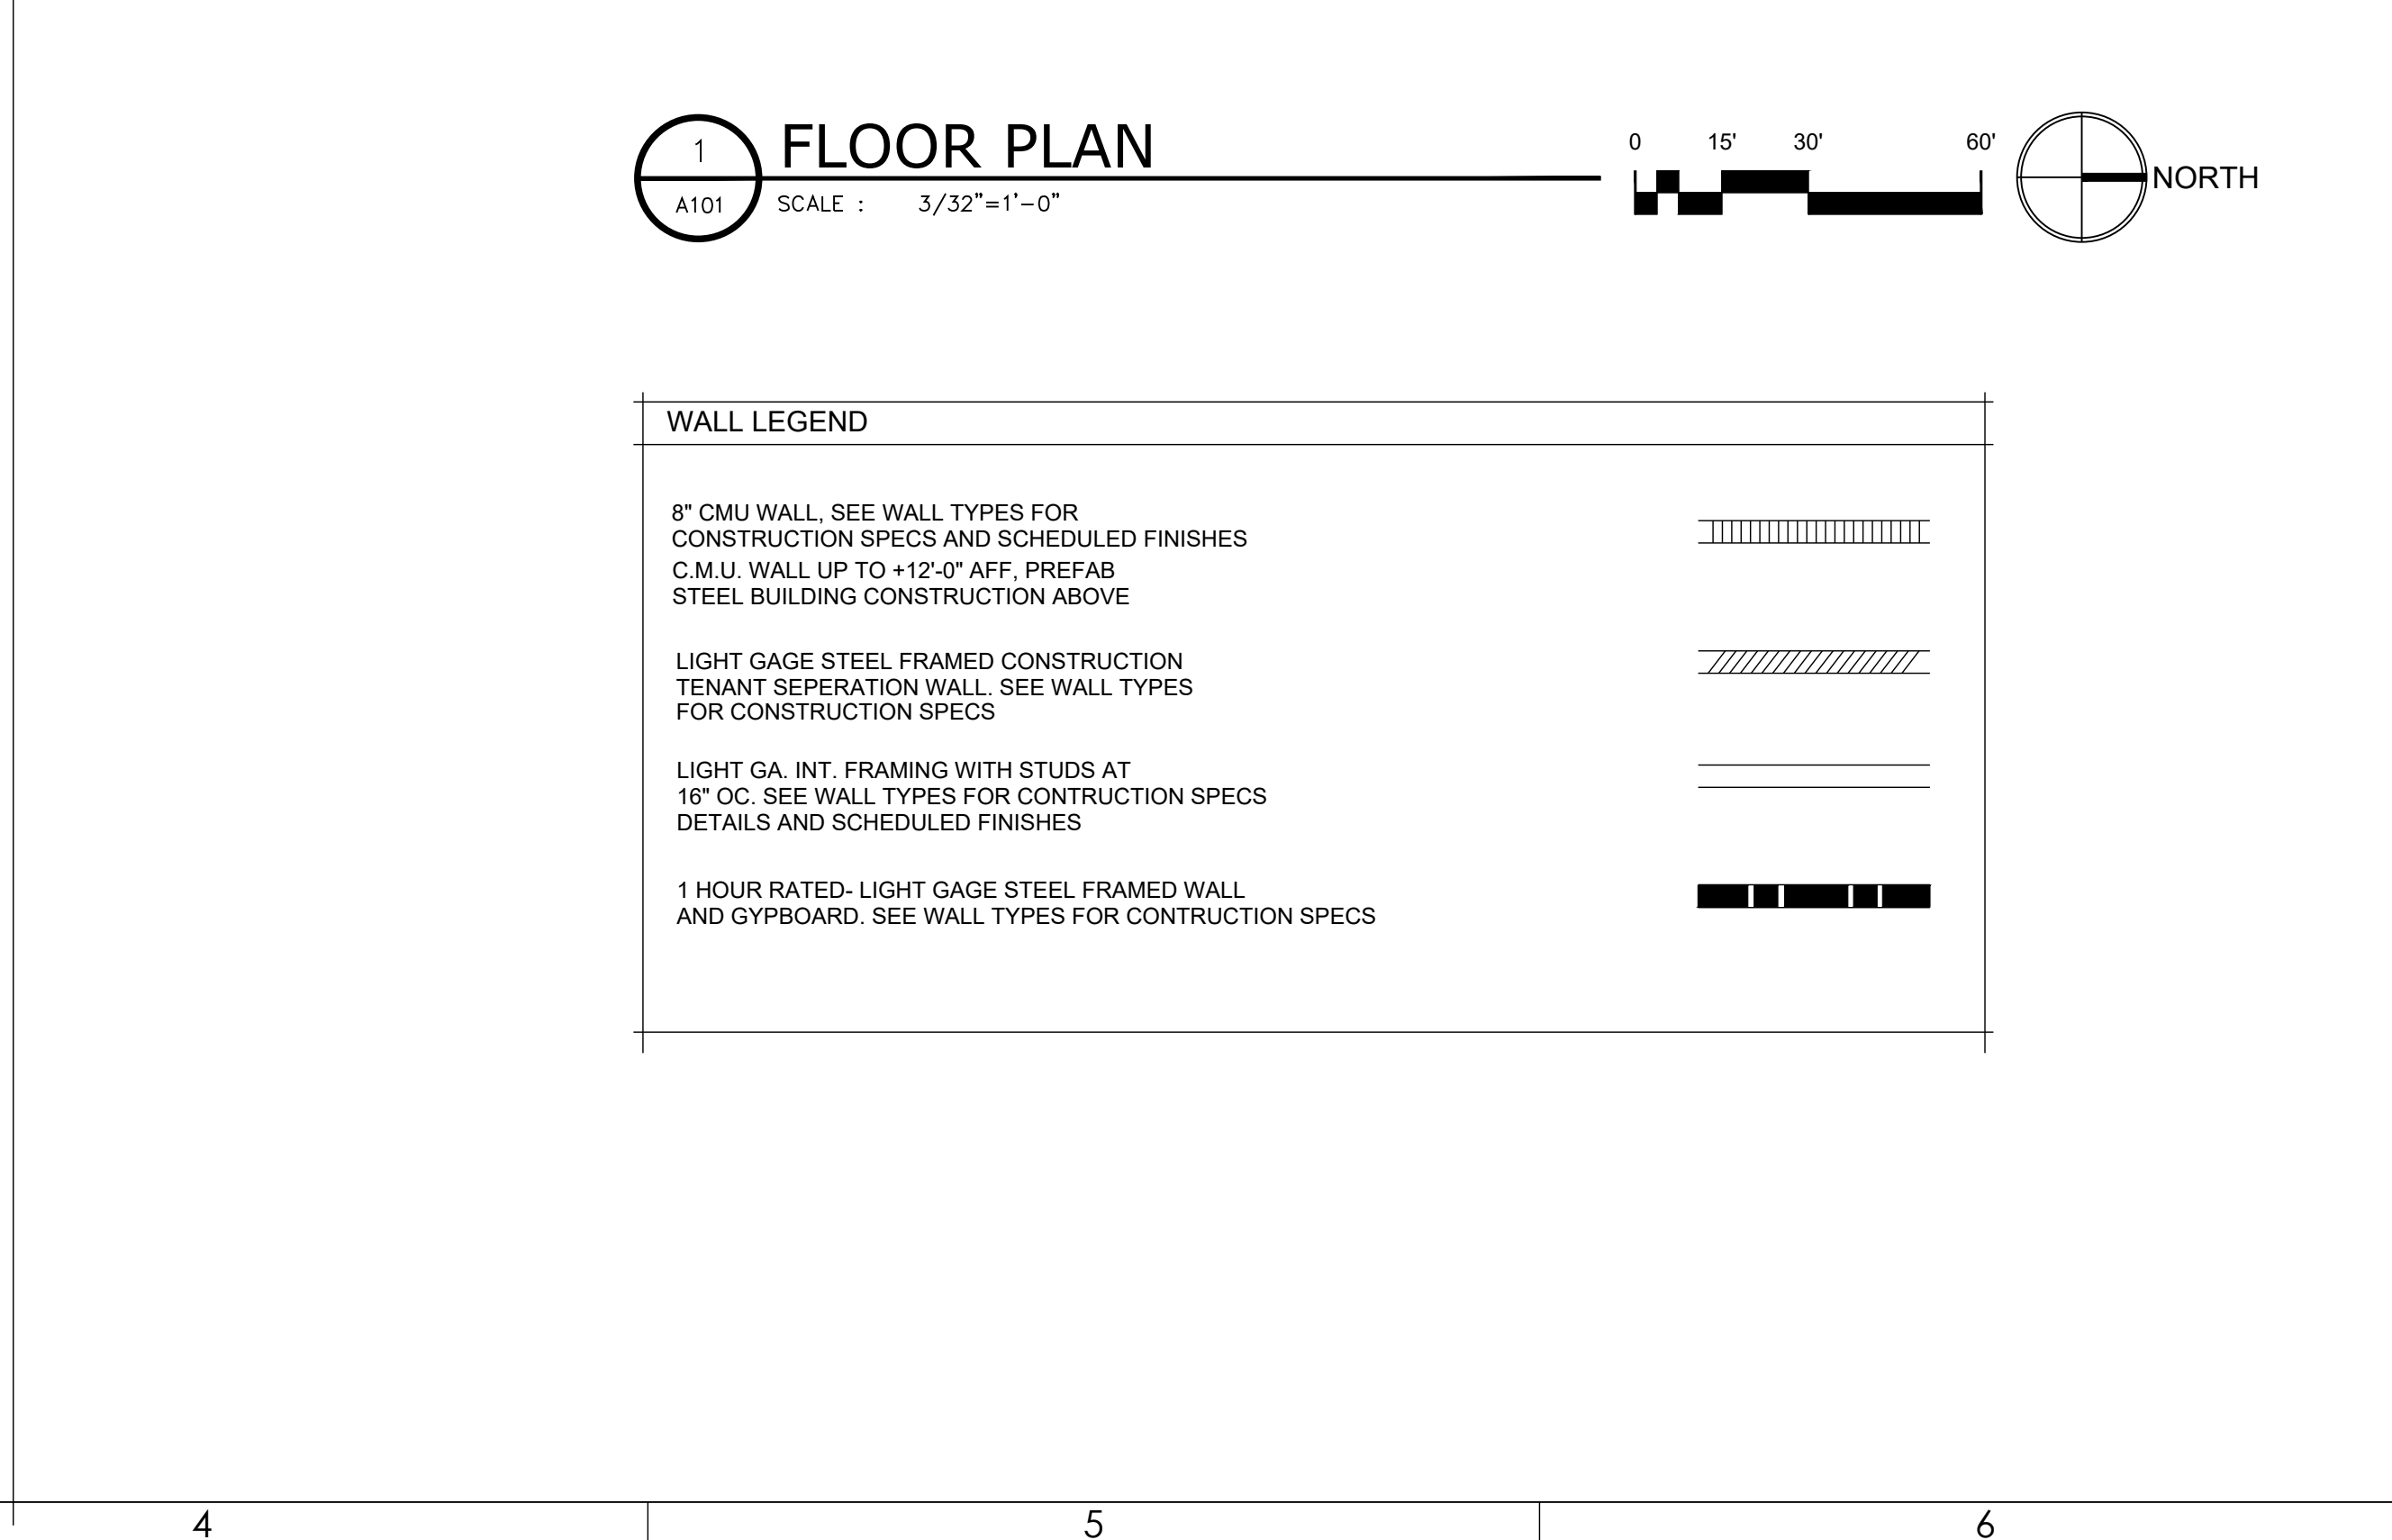 1
A101
FLOOR PLAN
SCALE : 3/32"=1'-0"
0 15' 30' 60'
NORTH
WALL LEGEND
8" CMU WALL, SEE WALL TYPES FOR
CONSTRUCTION SPECS AND SCHEDULED FINISHES
C.M.U. WALL UP TO +12'-0" AFF, PREFAB
STEEL BUILDING CONSTRUCTION ABOVE
LIGHT GAGE STEEL FRAMED CONSTRUCTION
TENANT SEPERATION WALL. SEE WALL TYPES
FOR CONSTRUCTION SPECS
LIGHT GA. INT. FRAMING WITH STUDS AT
16" OC. SEE WALL TYPES FOR CONTRUCTION SPECS
DETAILS AND SCHEDULED FINISHES
1 HOUR RATED- LIGHT GAGE STEEL FRAMED WALL
AND GYPBOARD. SEE WALL TYPES FOR CONTRUCTION SPECS
4 5 6